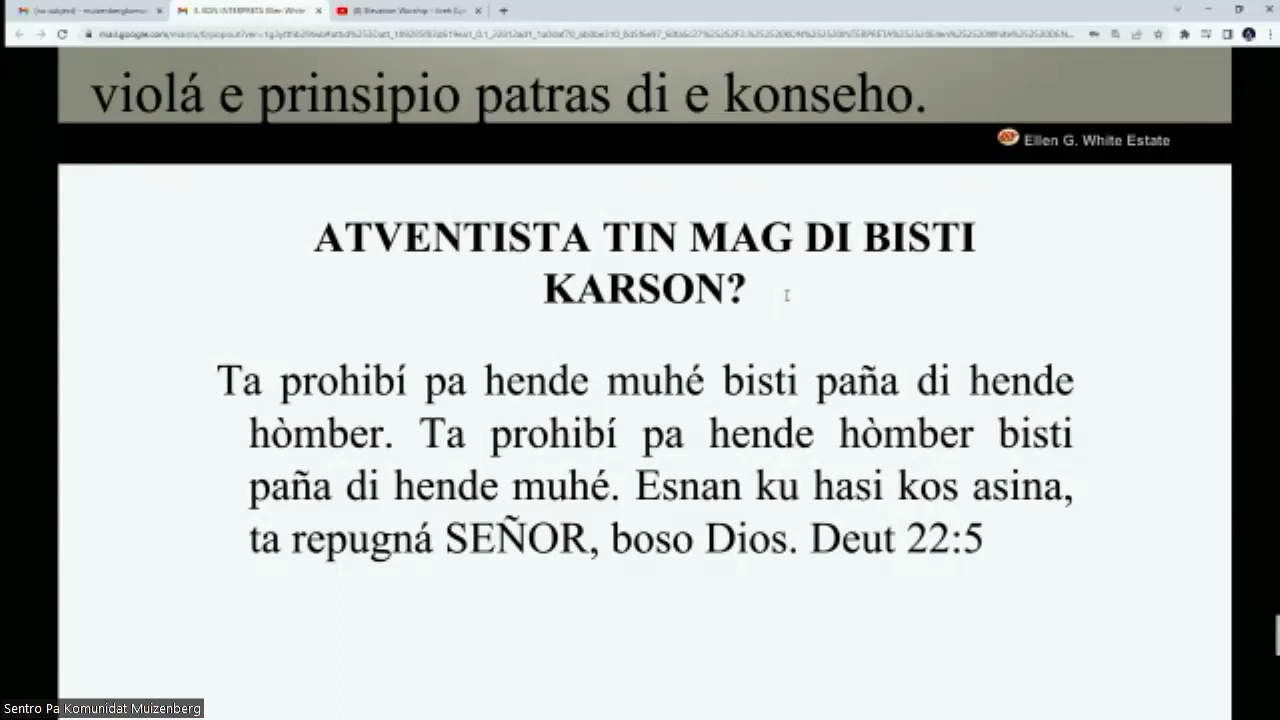 violá e prinsipio patras di e konseho.
Ellen G. White Estate
ATVENTISTA TIN MAG DI BISTI
KARSON?
Ta prohibí pa hende muhé bisti paña di hende
hòmber. Ta prohibí pa hende hòmber bisti
paña di hende muhé. Esnan ku hasi kos asina,
ta repugná SEÑOR, boso Dios. Deut 22:5
Sentro Pa Komunidat Muizenberg